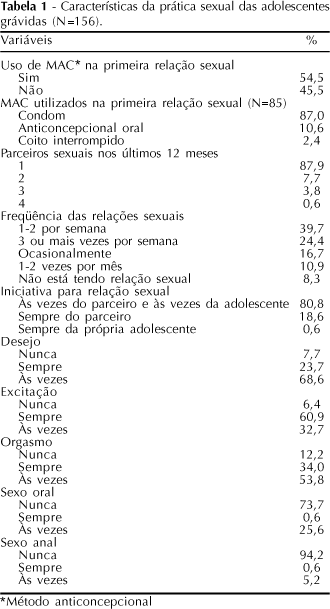 Tabela 1 - Características da prática sexual das adolescentes
grávidas (N=156).
Variáveis %
Uso de MAC* na primeira relação sexual
Sim 54,5
Não 45,5
MAC utilizados na primeira relação sexual (N=85)
Condom 87,0
Anticoncepcional oral 10,6
Coito interrompido 2,4
Parceiros sexuais nos últimos 12 meses
1 87,9
2 7,7
3 3,8
4 0,6
Freqüência das relações sexuais
1-2 por semana 39,7
3 ou mais vezes por semana 24,4
Ocasionalmente 16,7
1-2 vezes por mês 10,9
Não está tendo relação sexual 8,3
Iniciativa para relação sexual
Às vezes do parceiro e às vezes da adolescente 80,8
Sempre do parceiro 18,6
Sempre da própria adolescente 0,6
Desejo
Nunca 7,7
Sempre 23,7
Às vezes 68,6
Excitação
Nunca 6,4
Sempre 60,9
Às vezes 32,7
Orgasmo
Nunca 12,2
Sempre 34,0
Às vezes 53,8
Sexo oral
Nunca 73,7
Sempre 0,6
Às vezes 25,6
Sexo anal
Nunca 94,2
Sempre 0,6
Às vezes 5,2
*Método anticoncepcional